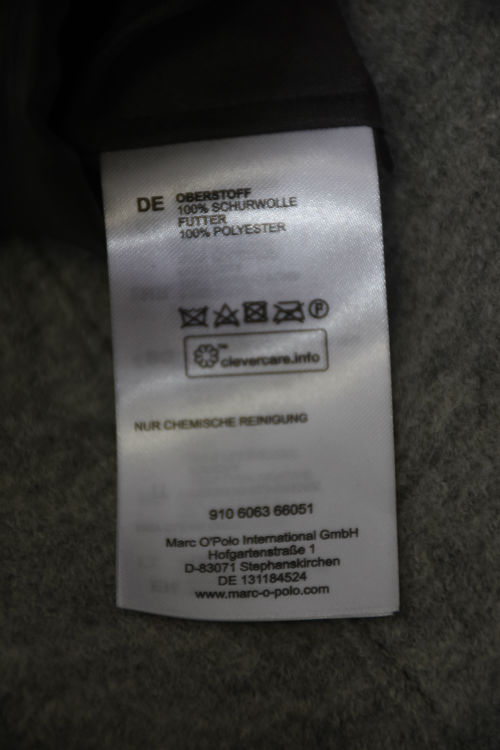 DE OBERSTOFF
100% SCHURWOLLE
FUTTER
100% POLYESTER
P
™
clevercare.info
NUR CHEMISCHE REINIGUNG
910 6063 66051
Marc O'Polo International GmbH
Hofgartenstraße 1
D-83071 Stephanskirchen
DE 131184524
www.marc-o-polo.com